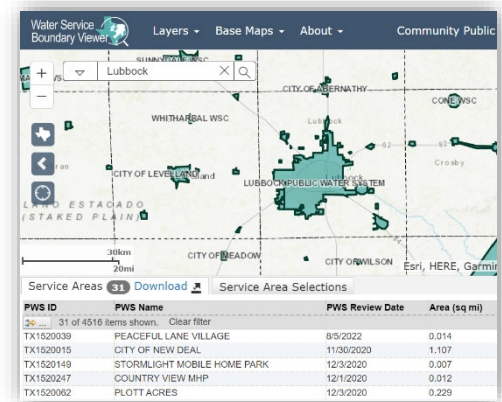 Water Service
Boundary Viewer
Layers
Base Maps
About
Community Public
Lubbock
SUNNYDALE WSC
CITY OF ABERNATHY
CONE WSC
WHITHARRAL WSC
Lubbock
Crosby
CITY OF LEVELLAND
LUBBOCK PUBLIC WATER SYSTEM
Lubbock
LLANO ESTACADO
(STAKED PLAIN)
30km
20mi
CITY OF MEADOW
CITY OF WILSON
Esri, HERE, Garmin
Service Areas 31 Download
Service Area Selections
PWS ID PWS Name PWS Review Date Area (sq mi)
31 of 4516 items shown. Clear filter
TX1520039 PEACEFUL LANE VILLAGE 8/5/2022 0.014
TX1520015 CITY OF NEW DEAL 11/30/2020 1.107
TX1520149 STORMLIGHT MOBILE HOME PARK 12/3/2020 0.007
TX1520247 COUNTRY VIEW MHP 12/1/2020 0.012
TX1520062 PLOTT ACRES 12/3/2020 0.229